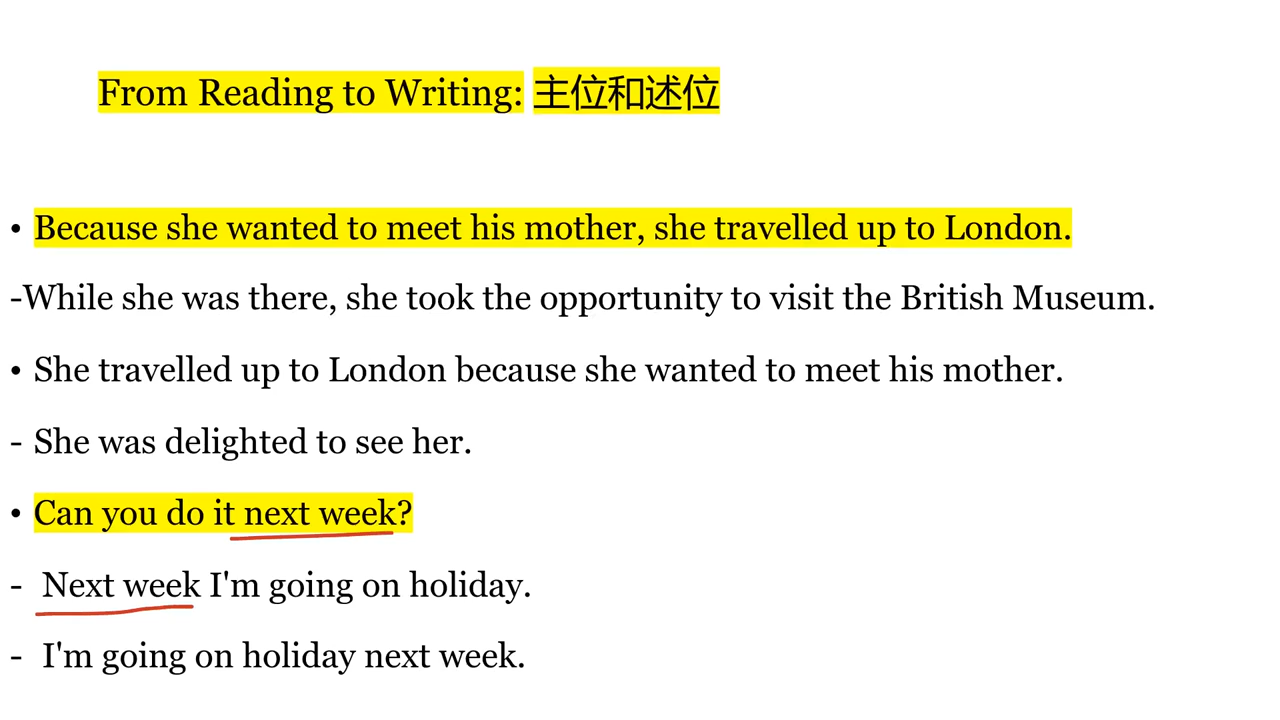 From Reading to Writing: 主位和述位
• Because she wanted to meet his mother, she travelled up to London.
-While she was there, she took the opportunity to visit the British Museum.
• She travelled up to London because she wanted to meet his mother.
- She was delighted to see her.
• Can you do it next week?
- Next week I'm going on holiday.
- I'm going on holiday next week.